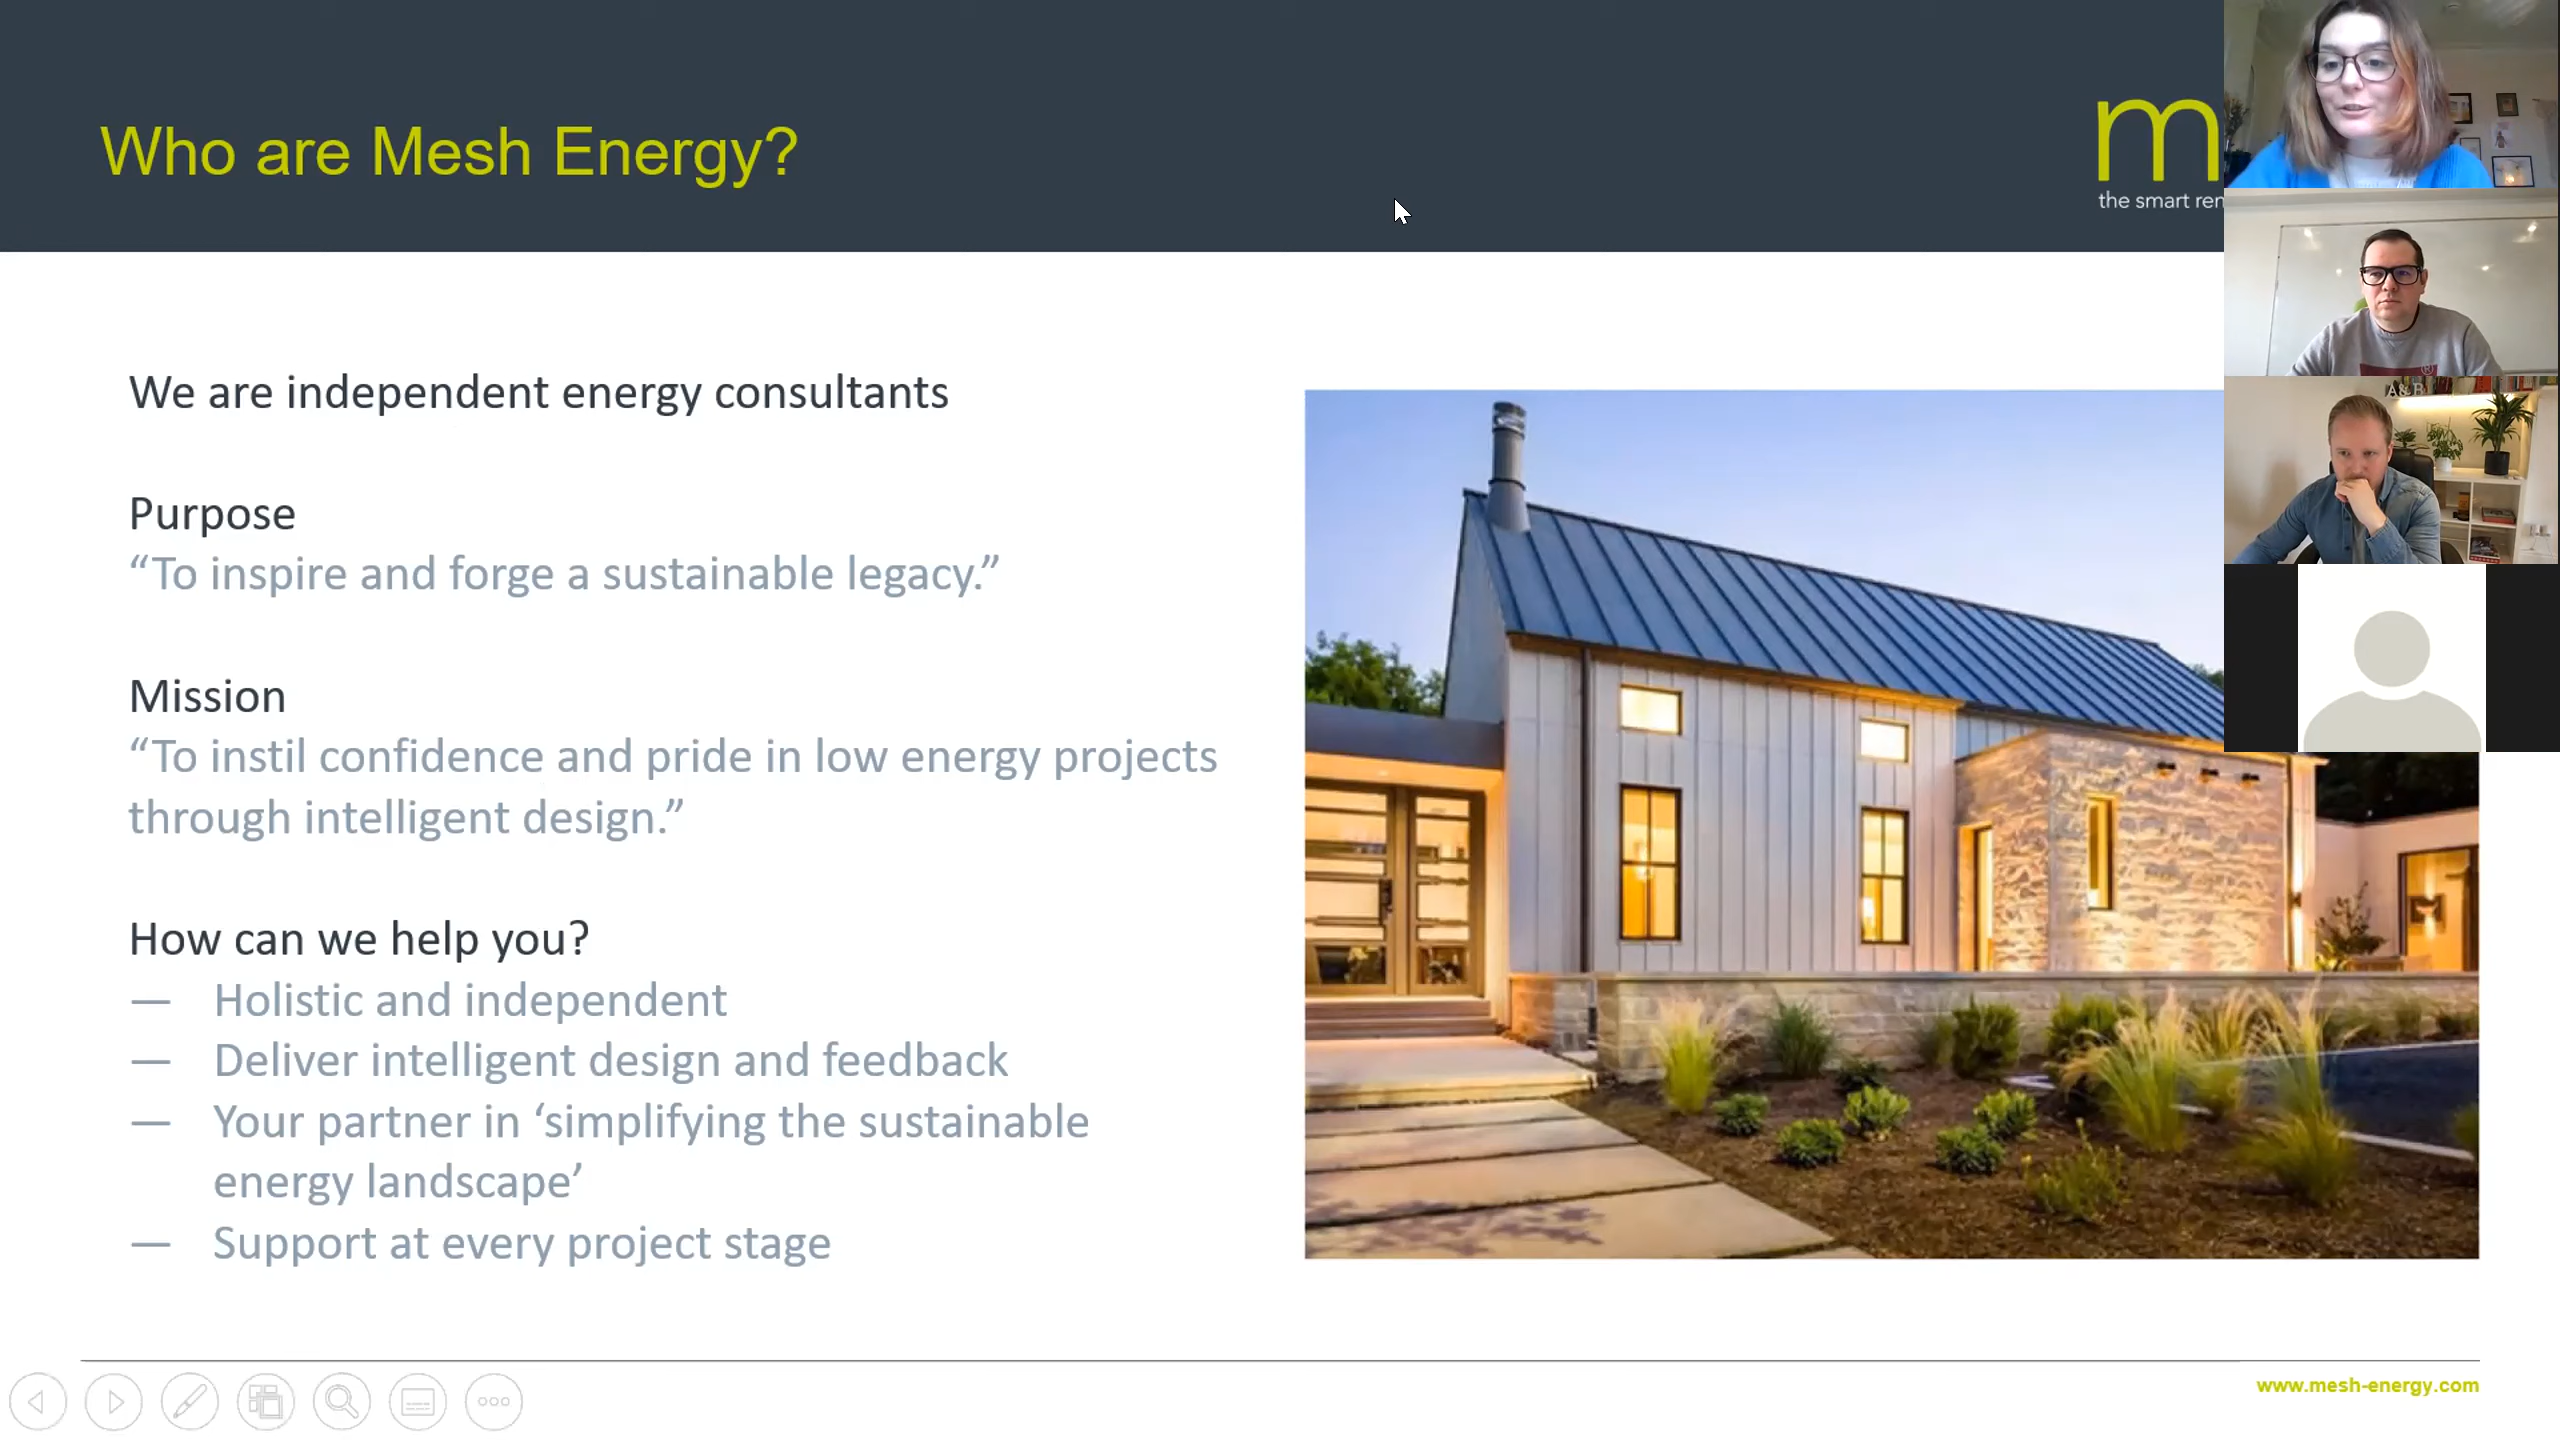 Who are Mesh Energy?
m
the smart ren
We are independent energy consultants
Purpose
“To inspire and forge a sustainable legacy.”
Mission
“To instil confidence and pride in low energy projects
through intelligent design.”
How can we help you?
— Holistic and independent
— Deliver intelligent design and feedback
— Your partner in ‘simplifying the sustainable
energy landscape’
— Support at every project stage
www.mesh-energy.com
A&B